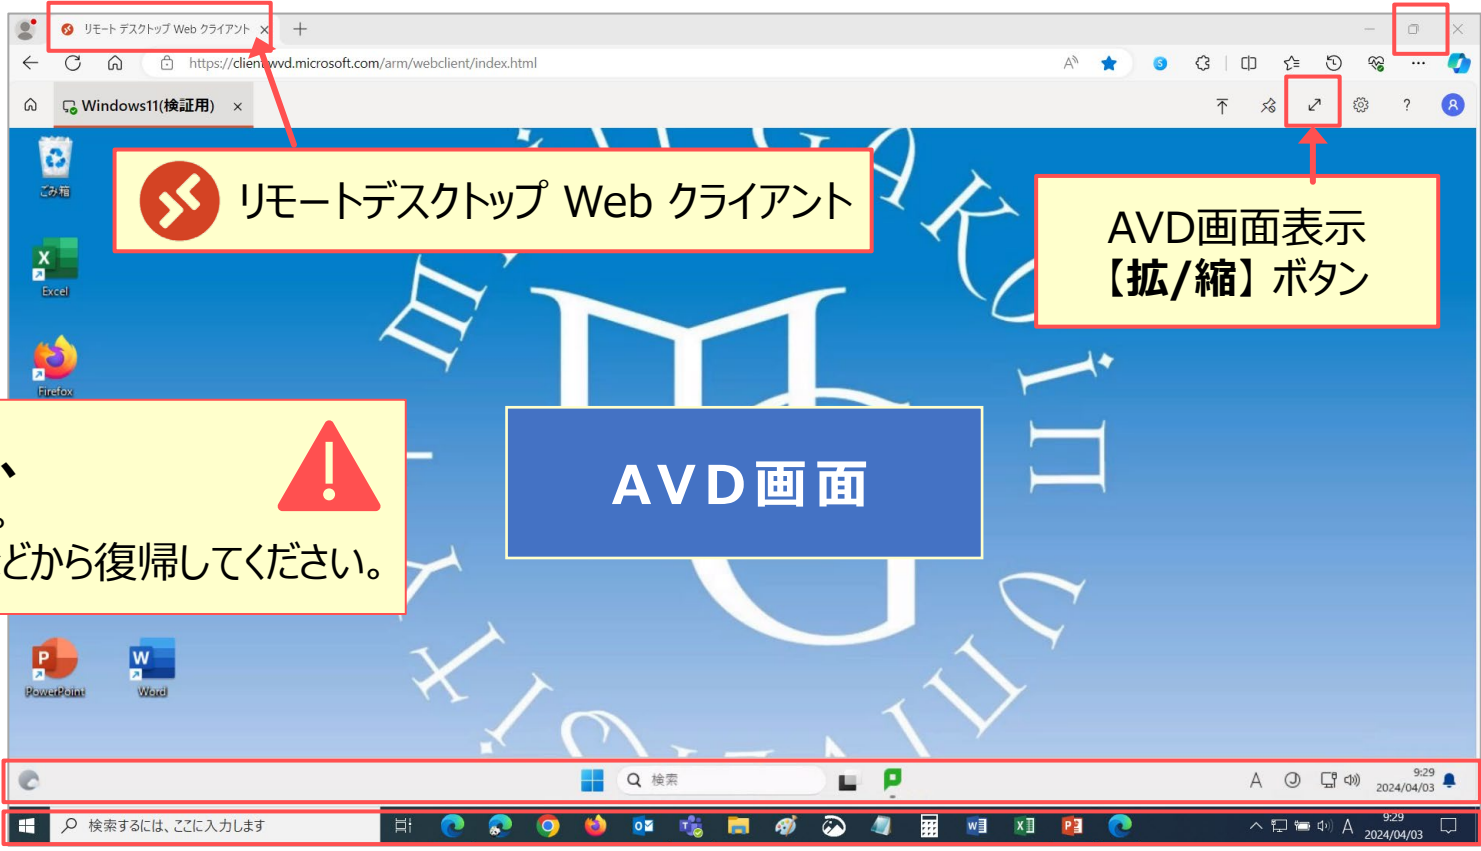 リモート デスクトップ Web クライアント
https://client.wvd.microsoft.com/arm/webclient/index.html
Windows11(検証用)
ごみ箱
リモートデスクトップ Web クライアント
AVD画面表示
【拡/縮】ボタン
Excel
Firefox
、
。
どから復帰してください。
AVD画面
PowerPoint
Word
MEIJI GAKUIN UNIVERSITY
検索
A
9:29
2024/04/03
検索するには、ここに入力します
A
9:29
2024/04/03